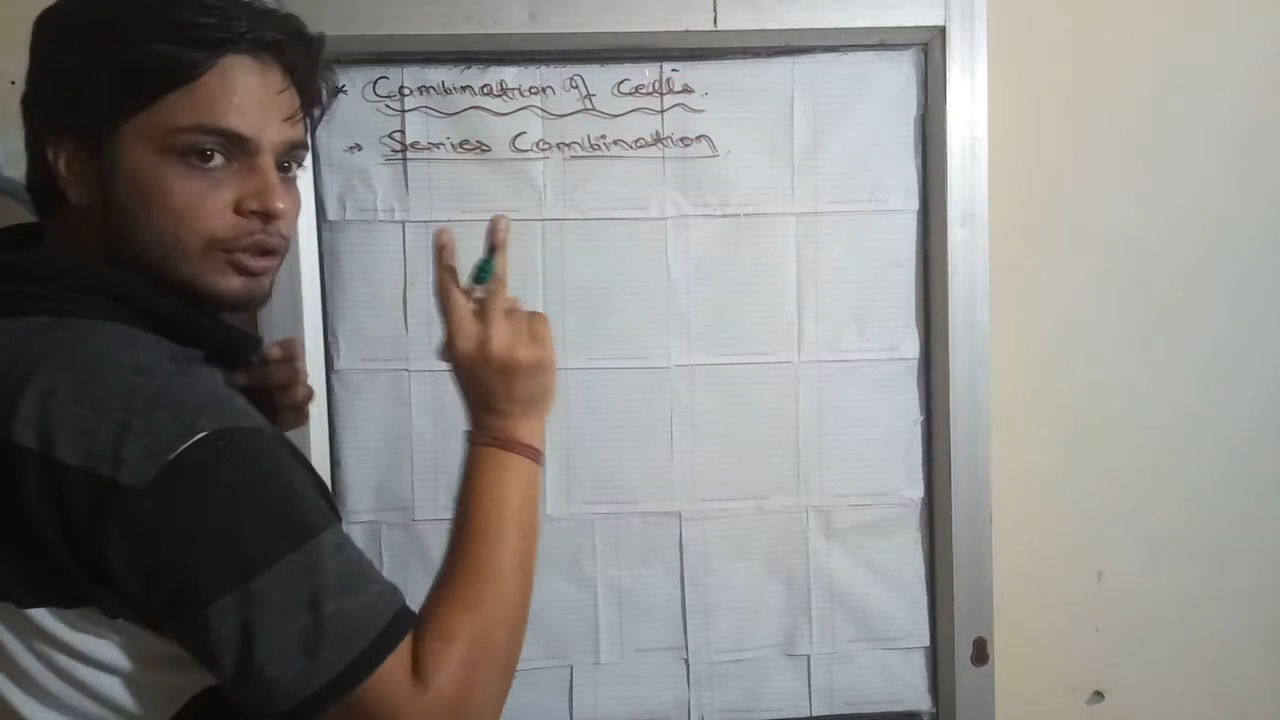 * Combination of Cells.
→ Series Combination